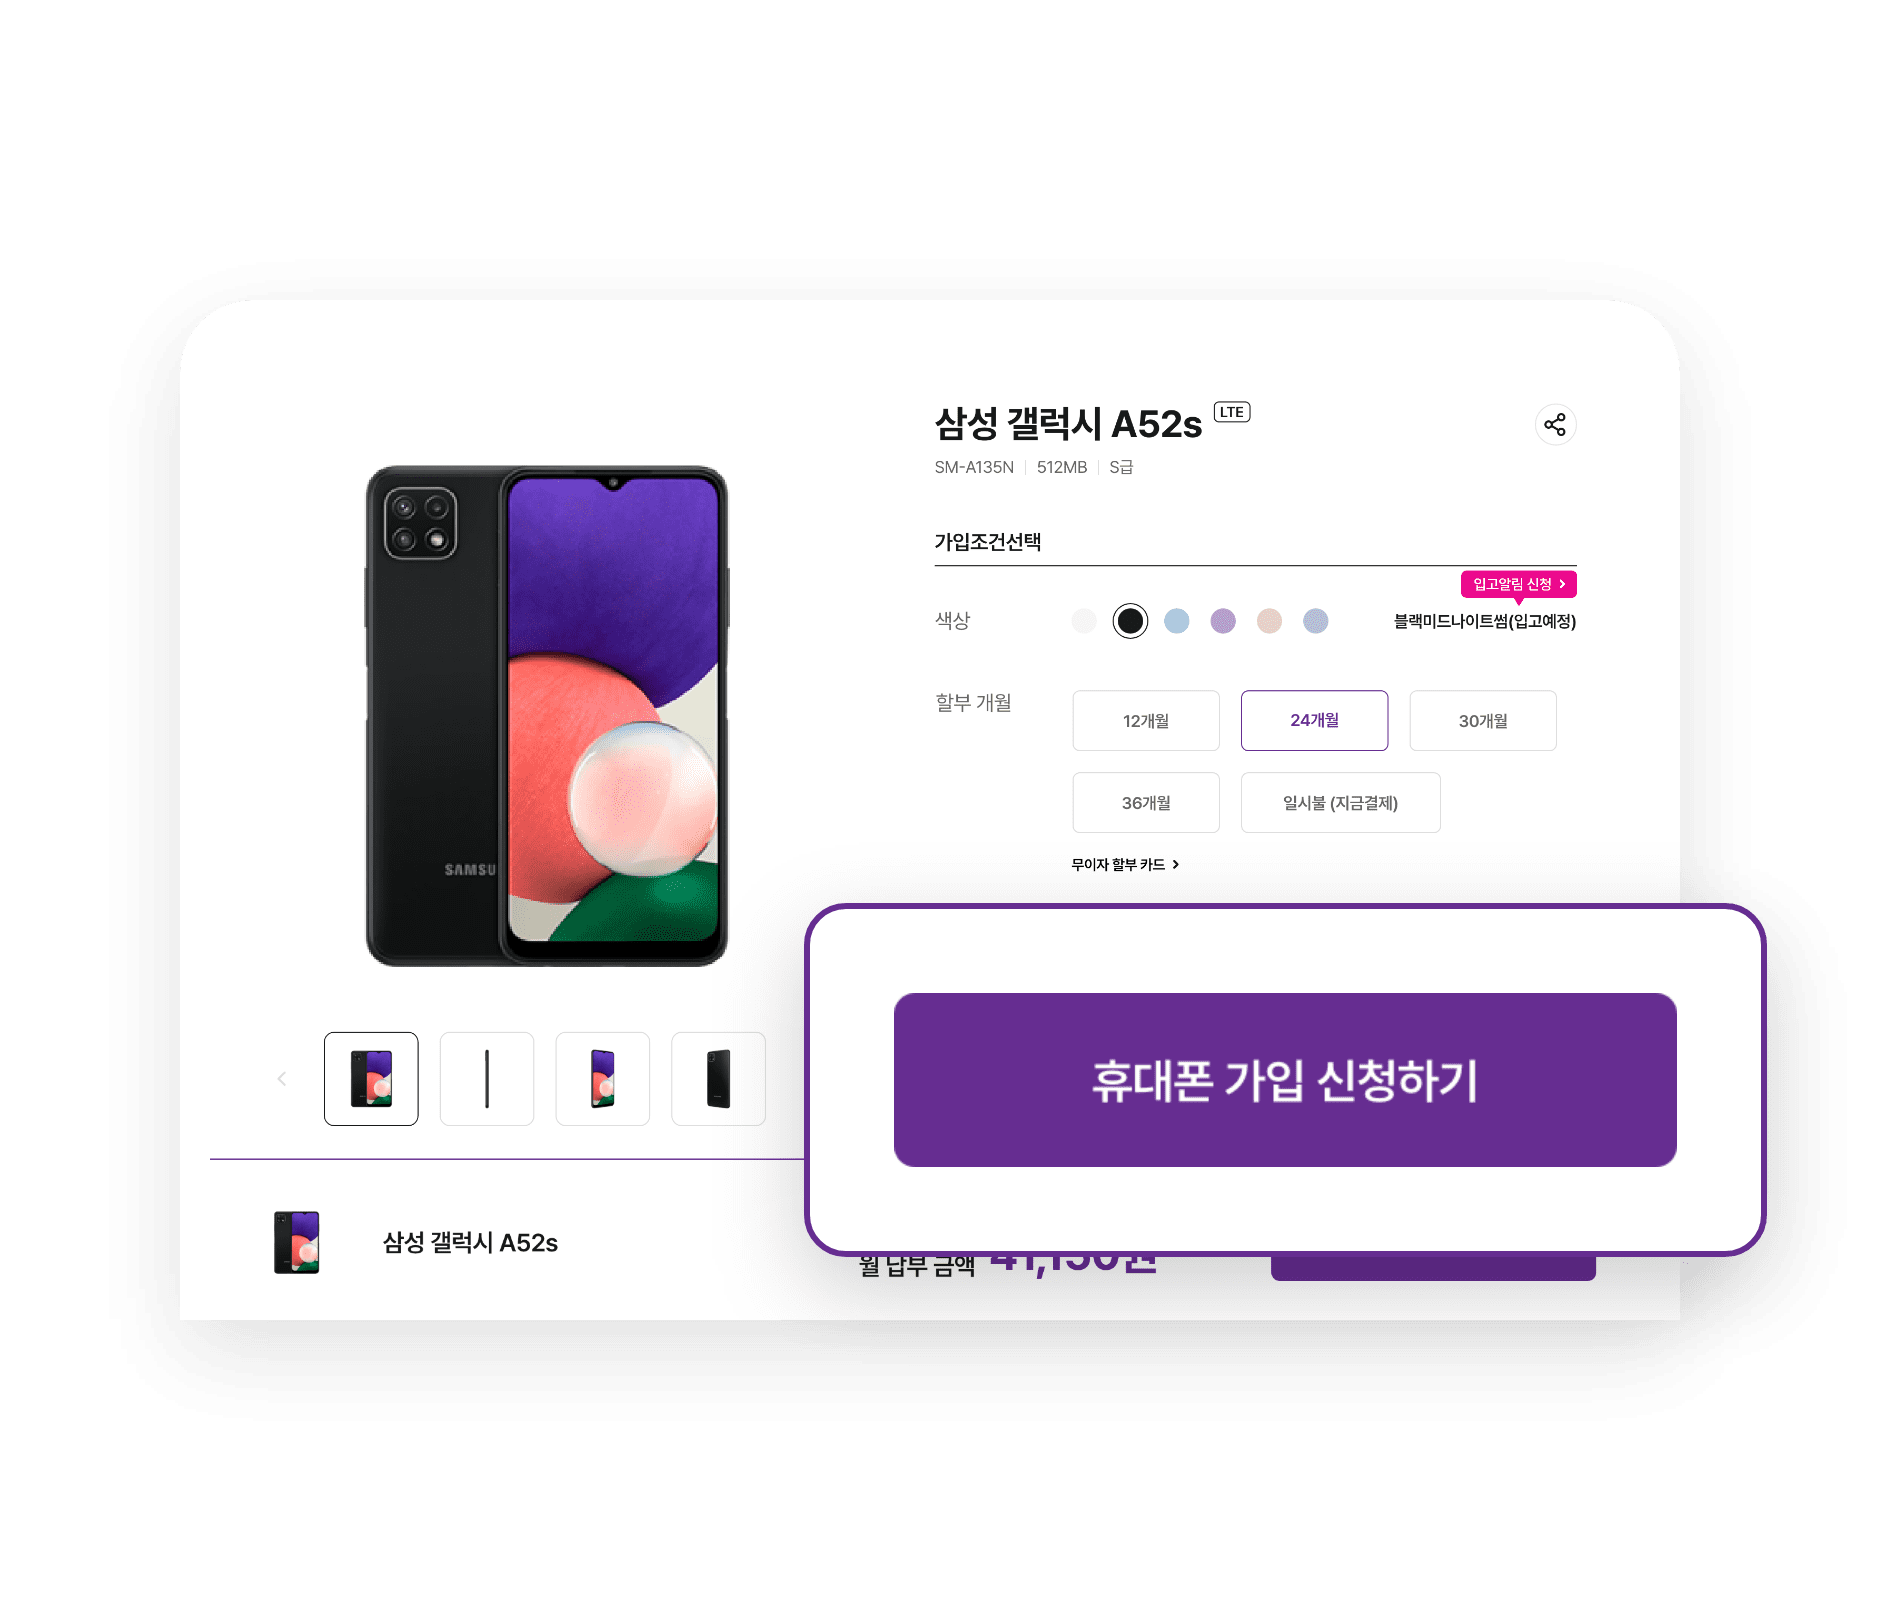 삼성 갤럭시 A52s LTE
SM-A135N 512MB S급
가입조건선택
입고알림 신청
색상
블랙미드나이트썸(입고예정)
할부 개월
12개월
24개월
30개월
36개월
일시불 (지금결제)
무이자 할부 카드
SAMSU
휴대폰 가입 신청하기
삼성 갤럭시 A52s
월 납부 금액